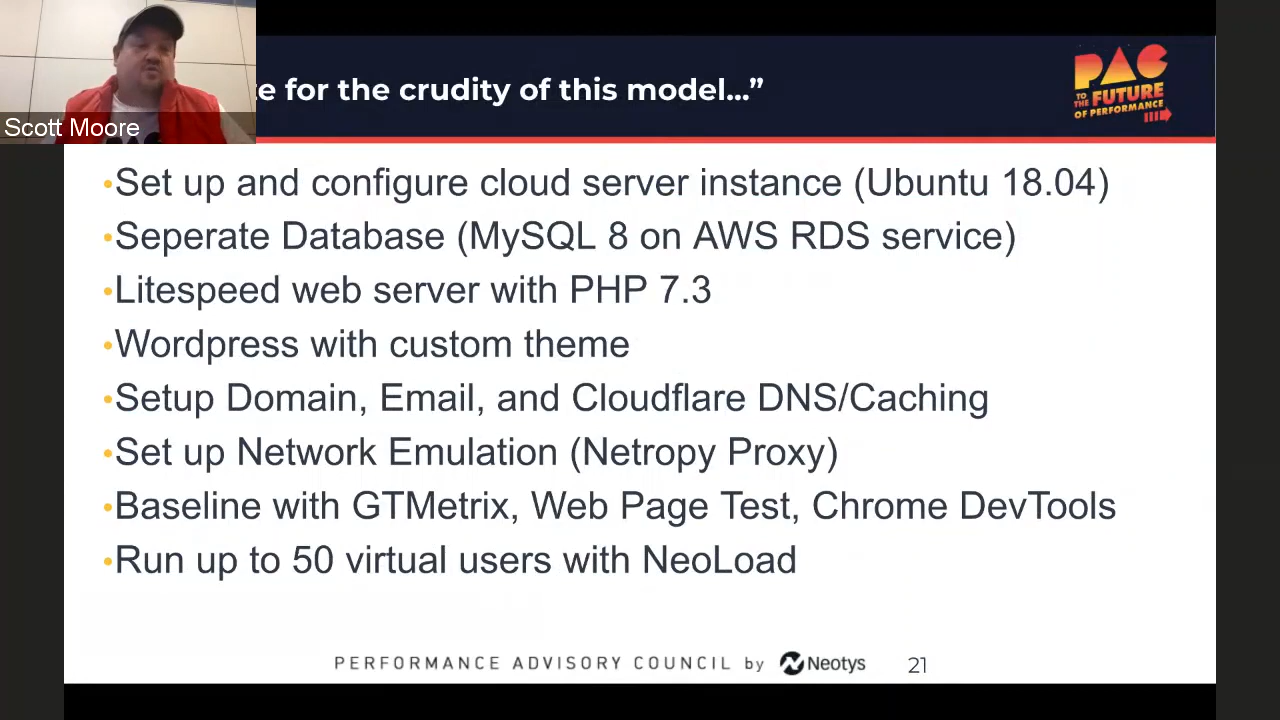 te for the crudity of this model...”
PAC
TO THE FUTURE
OF PERFORMANCE
Scott Moore
•Set up and configure cloud server instance (Ubuntu 18.04)
•Seperate Database (MySQL 8 on AWS RDS service)
•Litespeed web server with PHP 7.3
•Wordpress with custom theme
•Setup Domain, Email, and Cloudflare DNS/Caching
•Set up Network Emulation (Netropy Proxy)
•Baseline with GTMetrix, Web Page Test, Chrome DevTools
•Run up to 50 virtual users with NeoLoad
PERFORMANCE ADVISORY COUNCIL by Neotys 21